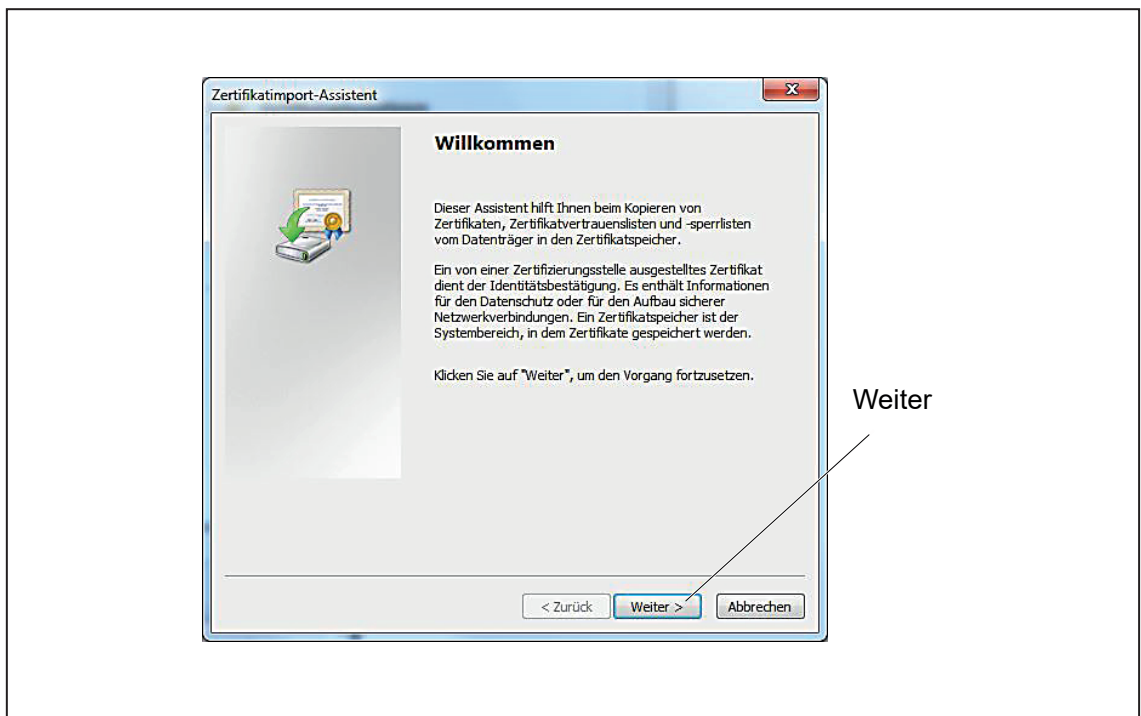 Zertifikatimport-Assistent
Willkommen
Dieser Assistent hilft Ihnen beim Kopieren von
Zertifikaten, Zertifikatvertrauenslisten und -sperrlisten
vom Datenträger in den Zertifikatspeicher.
Ein von einer Zertifizierungsstelle ausgestelltes Zertifikat
dient der Identitätsbestätigung. Es enthält Informationen
für den Datenschutz oder für den Aufbau sicherer
Netzwerkverbindungen. Ein Zertifikatspeicher ist der
Systembereich, in dem Zertifikate gespeichert werden.
Klicken Sie auf "Weiter", um den Vorgang fortzusetzen.
Weiter
< Zurück
Weiter >
Abbrechen